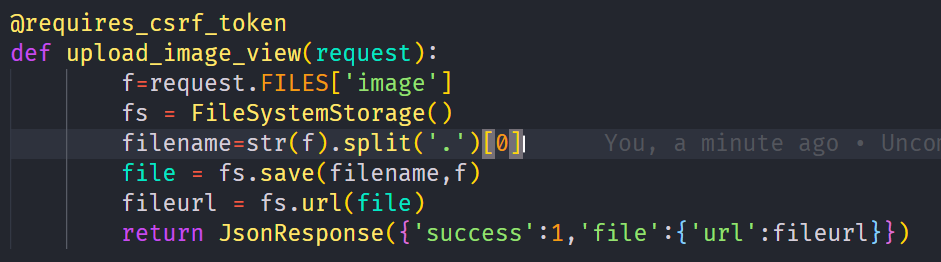 @requires_csrf_token
def upload_image_view(request):
f=request.FILES['image']
fs = FileSystemStorage()
filename=str(f).split('.')[0] You, a minute ago • Uncom
file = fs.save(filename,f)
fileurl = fs.url(file)
return JsonResponse({'success':1,'file':{'url':fileurl}})